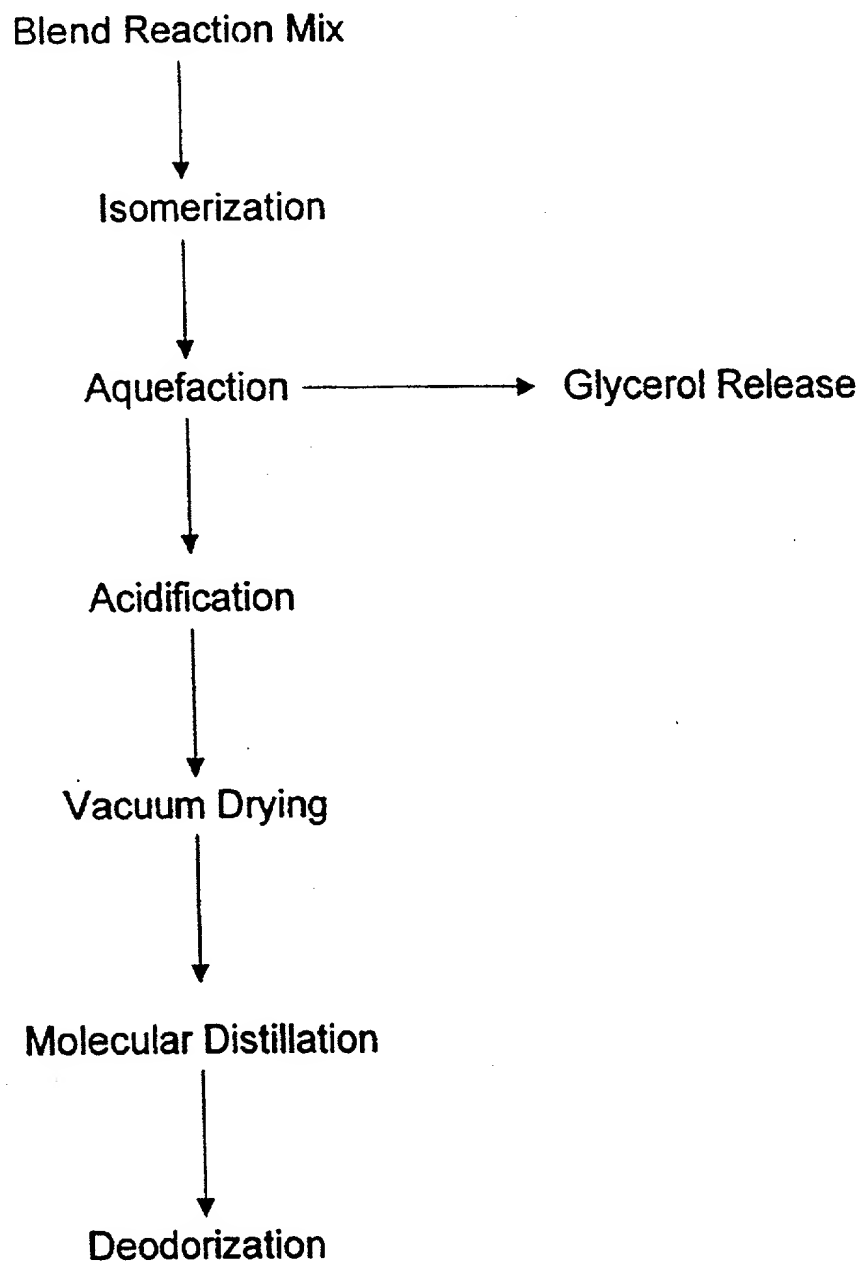 Blend Reaction Mix
Isomerization
Aquefaction
Glycerol Release
Acidification
Vacuum Drying
Molecular Distillation
Deodorization